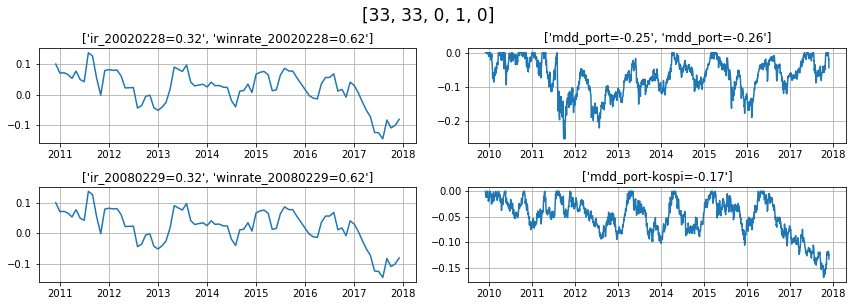 [33, 33, 0, 1, 0]
['ir_20020228=0.32', 'winrate_20020228=0.62']
0.1
0.0
−0.1
2011 2012 2013 2014 2015 2016 2017 2018
['mdd_port=-0.25', 'mdd_port=-0.26']
0.0
−0.1
−0.2
2010 2011 2012 2013 2014 2015 2016 2017 2018
['ir_20080229=0.32', 'winrate_20080229=0.62']
0.1
0.0
−0.1
2011 2012 2013 2014 2015 2016 2017 2018
['mdd_port-kospi=-0.17']
0.00
−0.05
−0.10
−0.15
2010 2011 2012 2013 2014 2015 2016 2017 2018